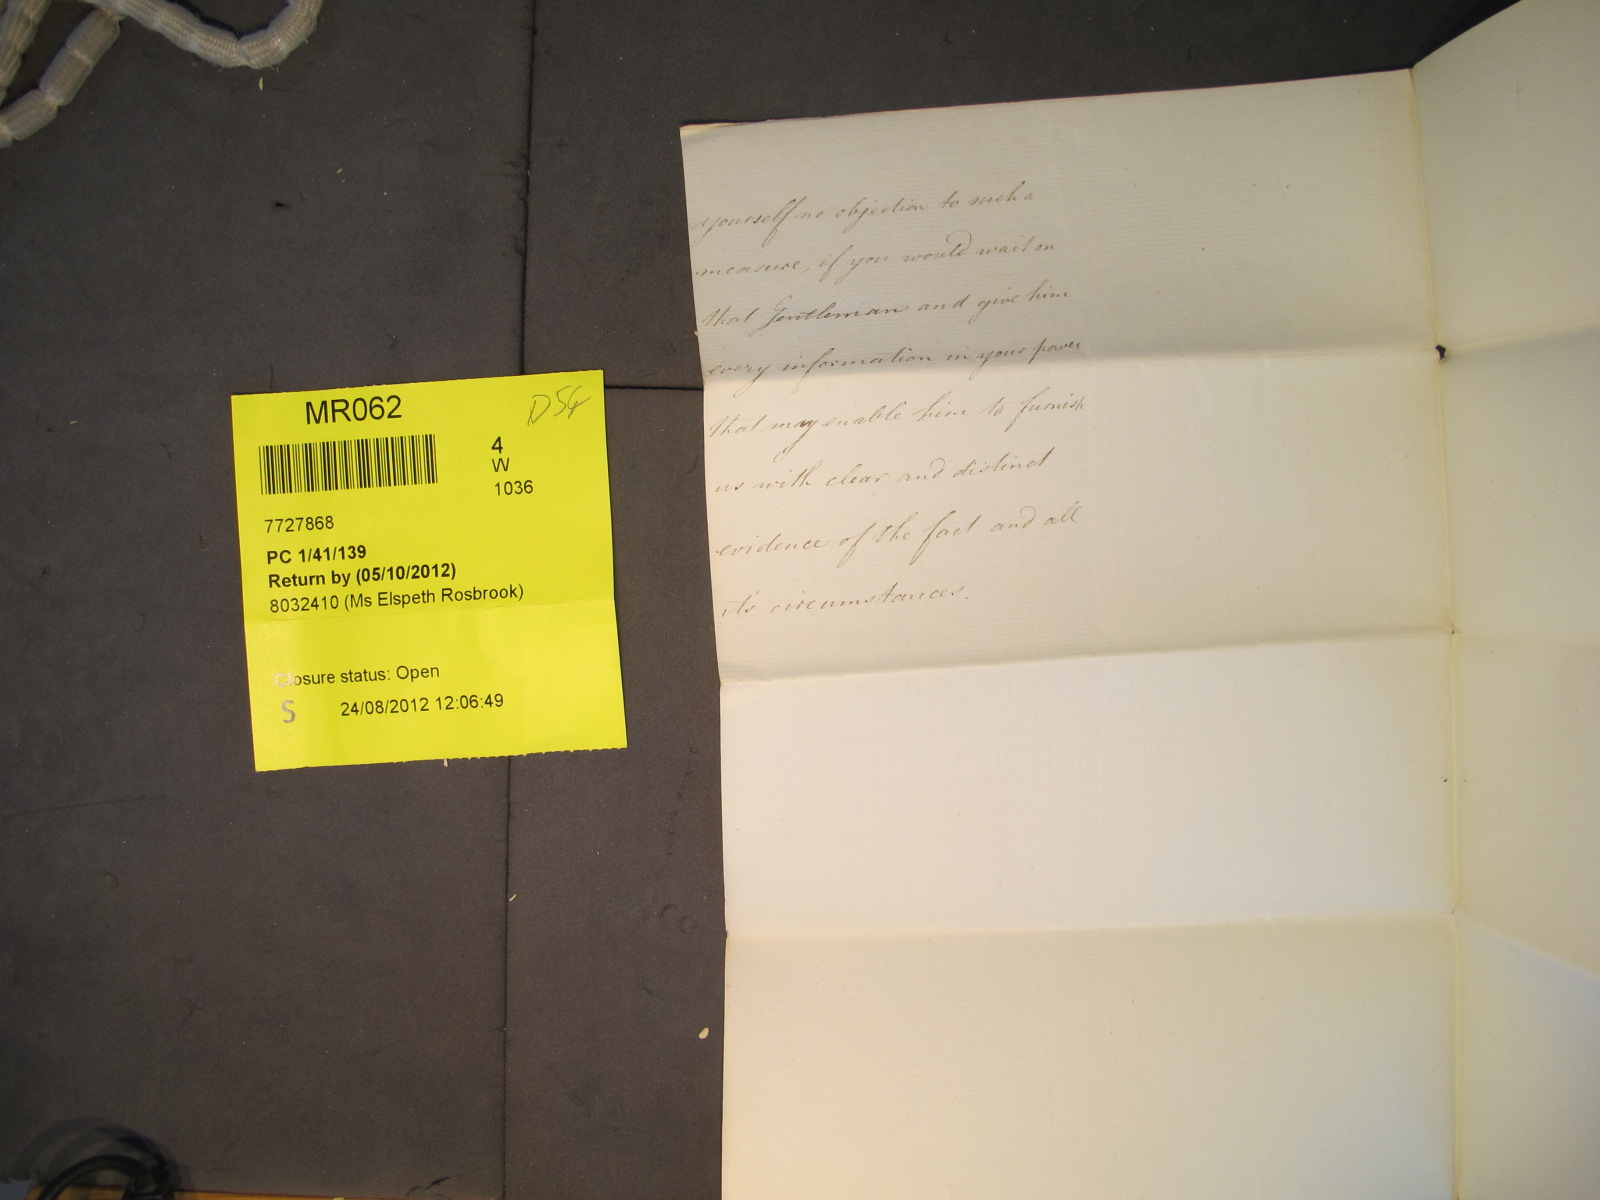 MR062
D54
4
W
1036
7727868
PC 1/41/139
Return by (05/10/2012)
8032410 (Ms Elspeth Rosbrook)
Closure status: Open
S 24/08/2012 12:06:49
yourself no objection to such a
measure, if you would wait on
that Gentleman and give him
every information in your power
that may enable him to furnish
us with clear and distinct
evidence of the fact and all
it's circumstances.